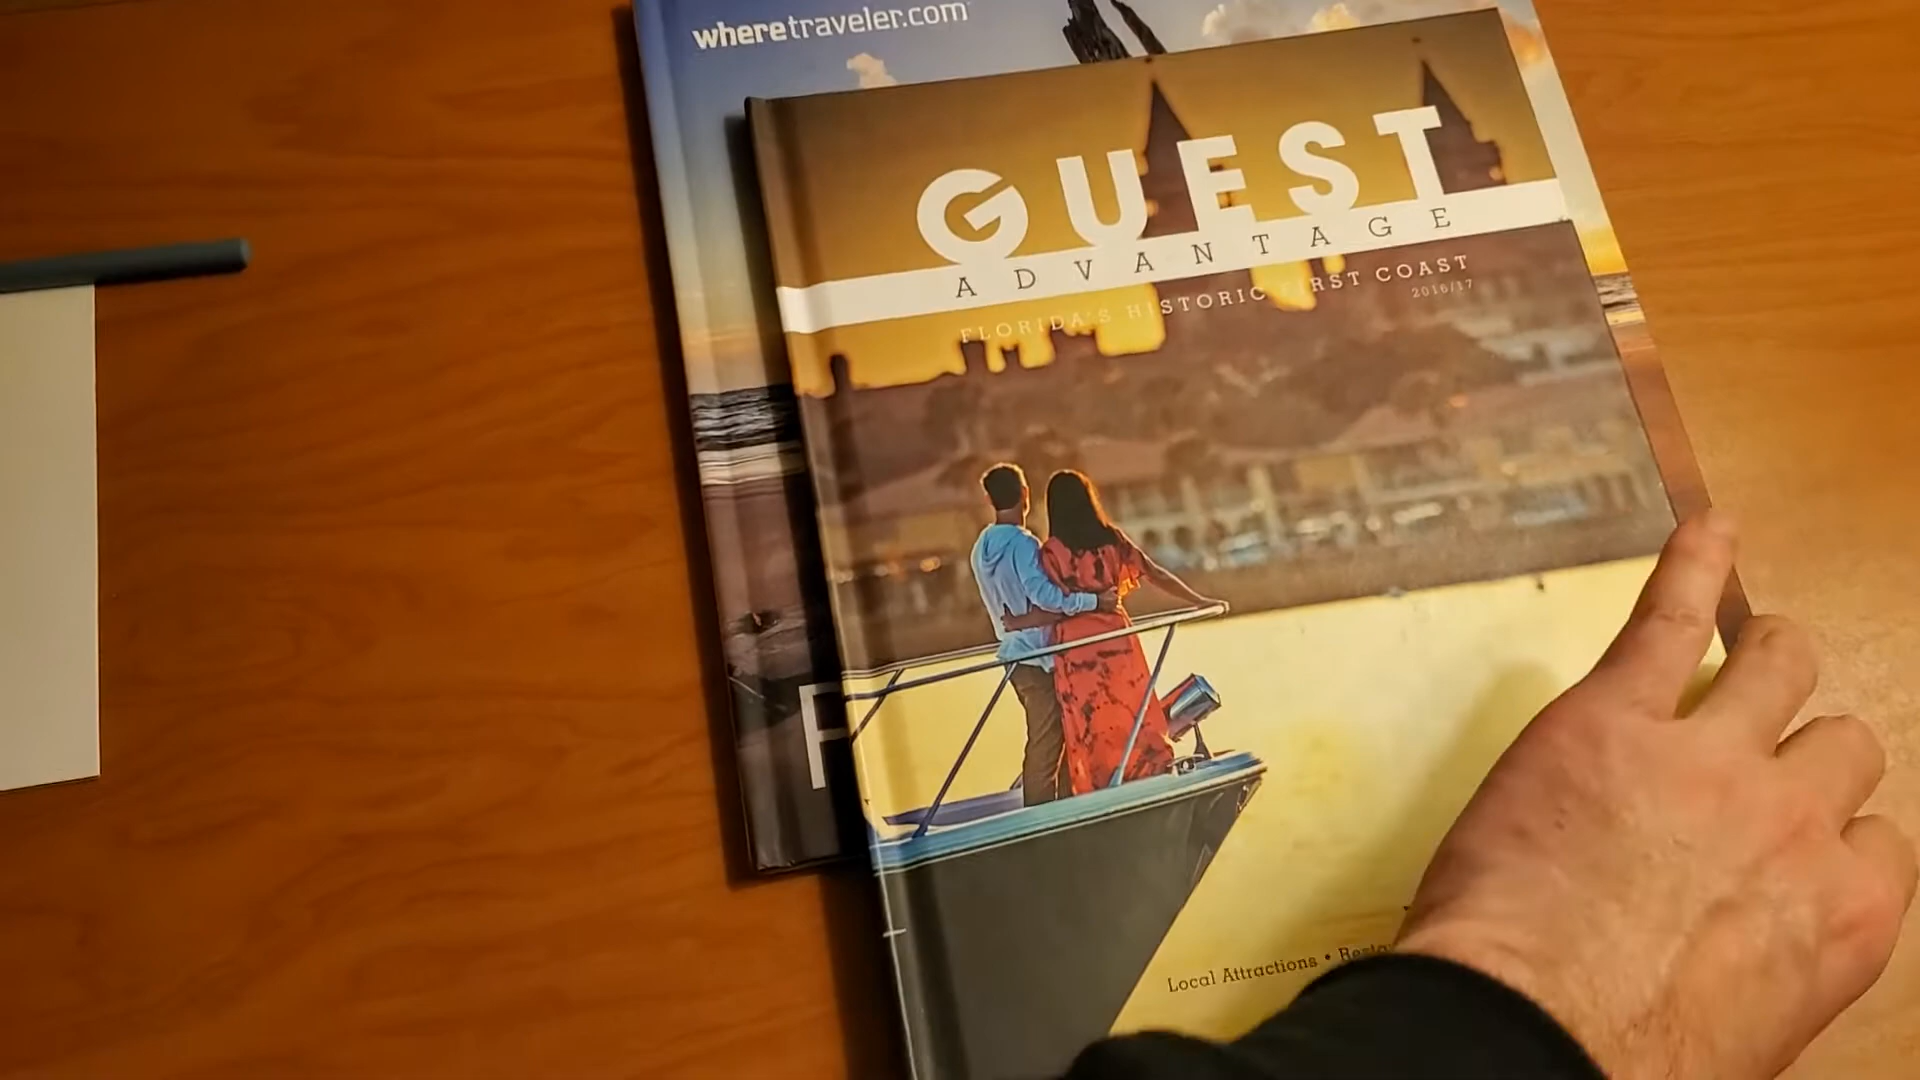 wheretraveler.com
GUEST
ADVANTAGE
FLORIDA'S HISTORIC FIRST COAST
2016/17
Local Attractions •